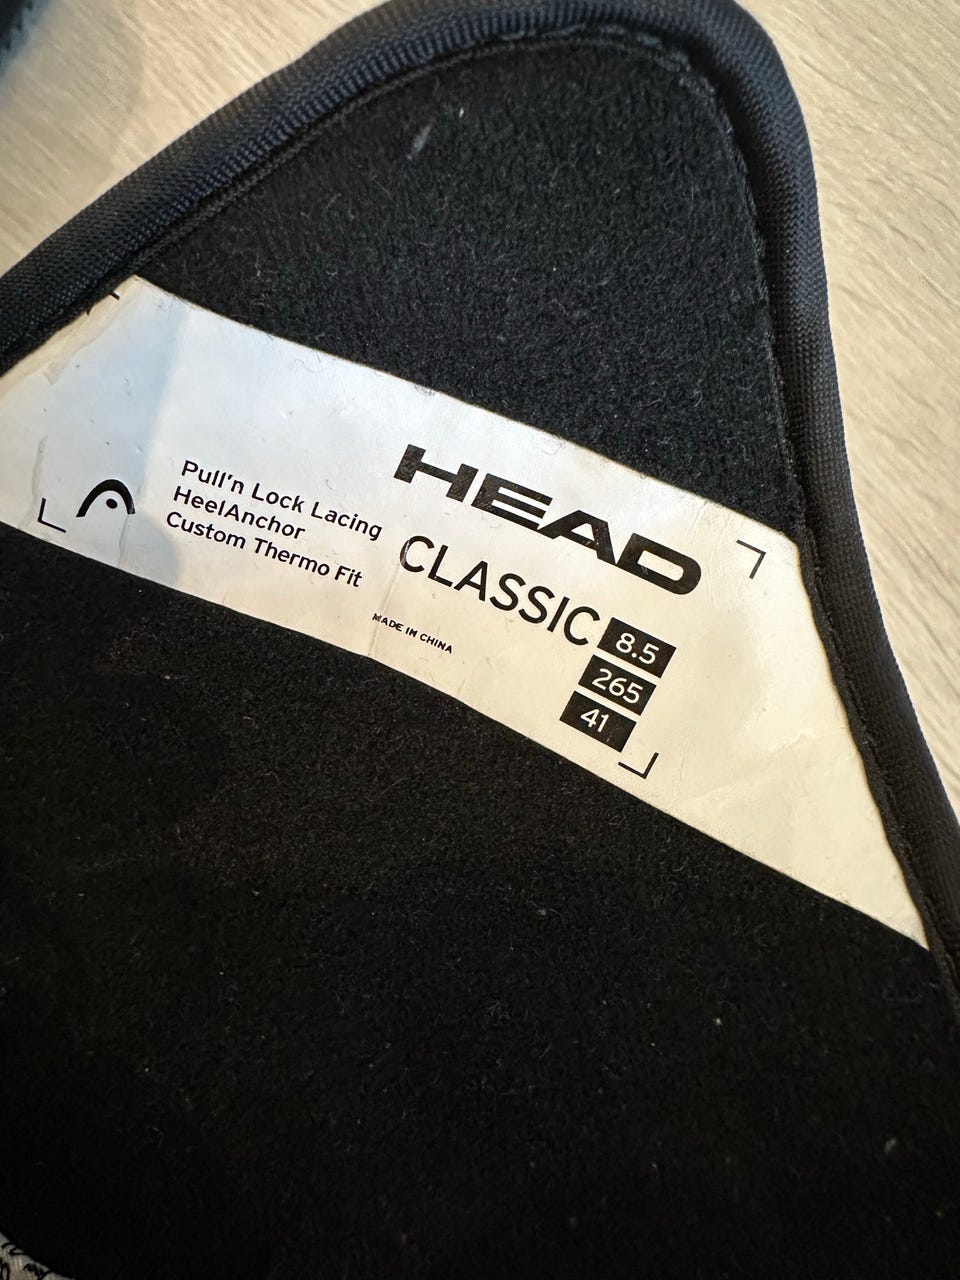 HEAD
Pull'n Lock Lacing
HeelAnchor
Custom Thermo Fit
CLASSIC
MADE IN CHINA
8.5
265
41